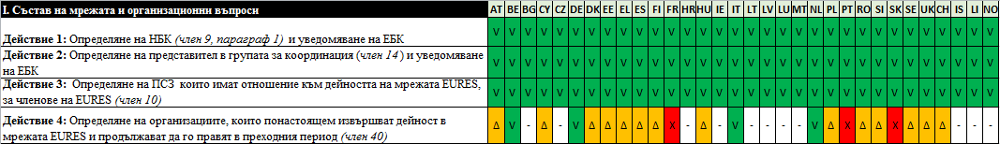 I. Състав на мрежата и организационни въпроси AT BE BG CY CZ DE DK EE EL ES FI FR HR HU IE IT LT LV LU MT NL PL PT RO SI SK SE UK CH IS LI NO
Действие 1: Определяне на НБК (член 9, параграф 1) и уведомяване на ЕБК V V V V V V V V V V V V V V V V V V V V V V V V V V V V V V V V
Действие 2: Определяне на представител в групата за координация (член 14) и уведомяване
на ЕБК V V V V V V V V V V V V V V V V V V V V V V V V V V V V V V V V
Действие 3: Определяне на ПСЗ които имат отношение към дейността на мрежата EURES,
за членове на EURES (член 10) V V V V V V V V V V V V V V V V V V V V V V V V V V V V V V V V
Действие 4: Определяне на организациите, които понастоящем извършват дейност в
мрежата EURES и продължават да го правят в преходния период (член 40) Δ V - Δ - V Δ Δ Δ Δ Δ X - Δ - V - - - - V Δ X Δ Δ X Δ Δ Δ - - -